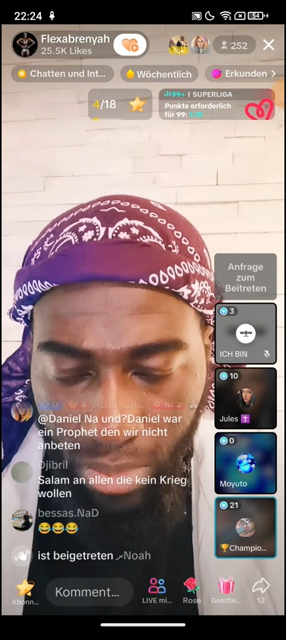 22:24
Flexabrenyah
25.5K Likes
252
Chatten und Int...
Wöchentlich
Erkunden
4/18
99+ | SUPERLIGA
Punkte erforderlich
für 99:
Anfrage
zum
Beitreten
3
ICH BIN
10
Jules
0
Moyuto
21
Champio...
@Daniel Na und?Daniel war
ein Prophet den wir nicht
anbeten
Djibril
Salam an allen die kein Krieg
wollen
bessas.NaD
😂😂😂
ist beigetreten
Noah
Abonn...
Komment...
LIVE mi...
Rose
Gesche...
12